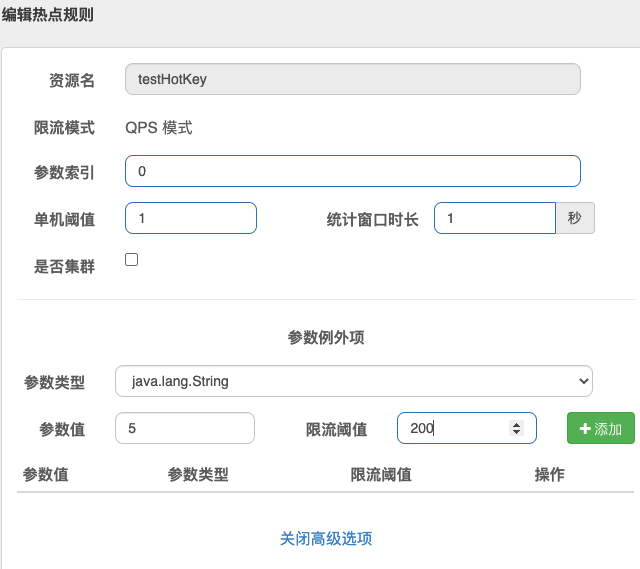 编辑热点规则
资源名 testHotKey
限流模式 QPS 模式
参数索引 0
单机阈值 1 统计窗口时长 1 秒
是否集群
参数例外项
参数类型 java.lang.String
参数值 5 限流阈值 200 添加
参数值 参数类型 限流阈值 操作
关闭高级选项